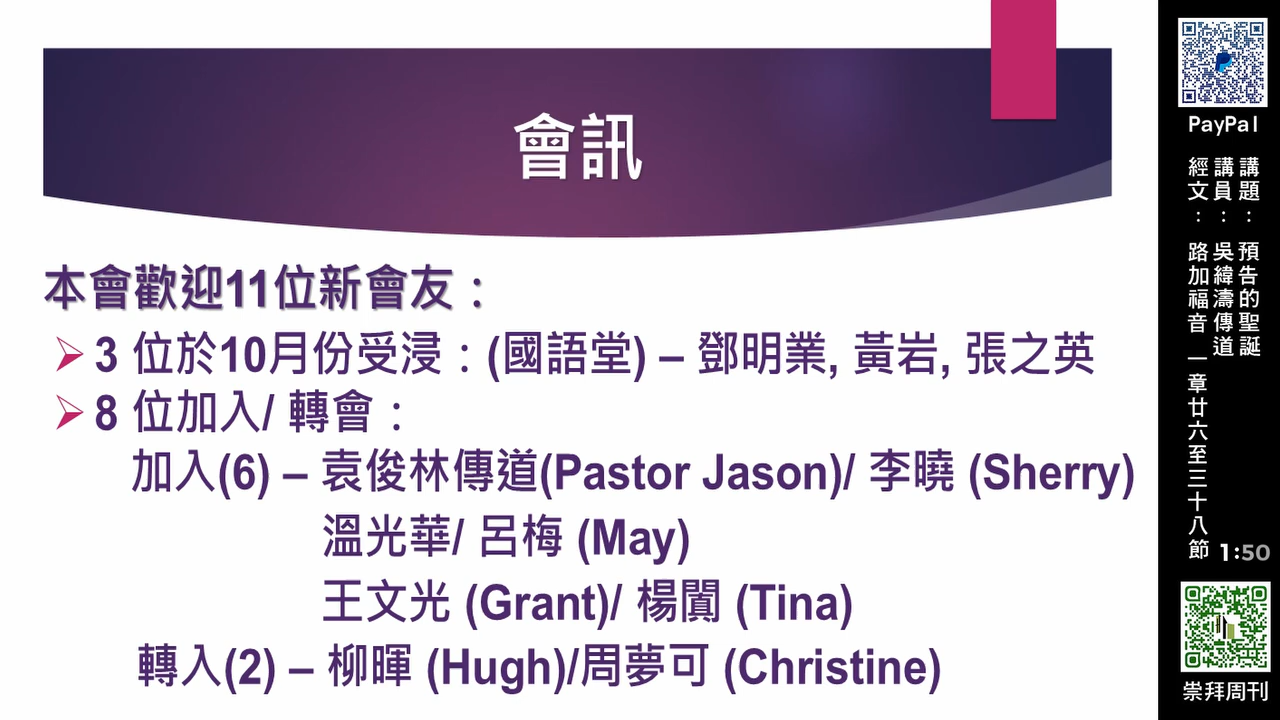 會訊
本會歡迎11位新會友：
3 位於10月份受浸：(國語堂) – 鄧明業, 黃岩, 張之英
8 位加入/ 轉會：
加入(6) – 袁俊林傳道(Pastor Jason)/ 李曉 (Sherry)
溫光華/ 呂梅 (May)
王文光 (Grant)/ 楊闐 (Tina)
轉入(2) – 柳暉 (Hugh)/周夢可 (Christine)
PayPal
講題： 預告的聖誕
講員： 吳緯濤傳道
經文： 路加福音 一章廿六至三十八節
1:50
崇拜周刊